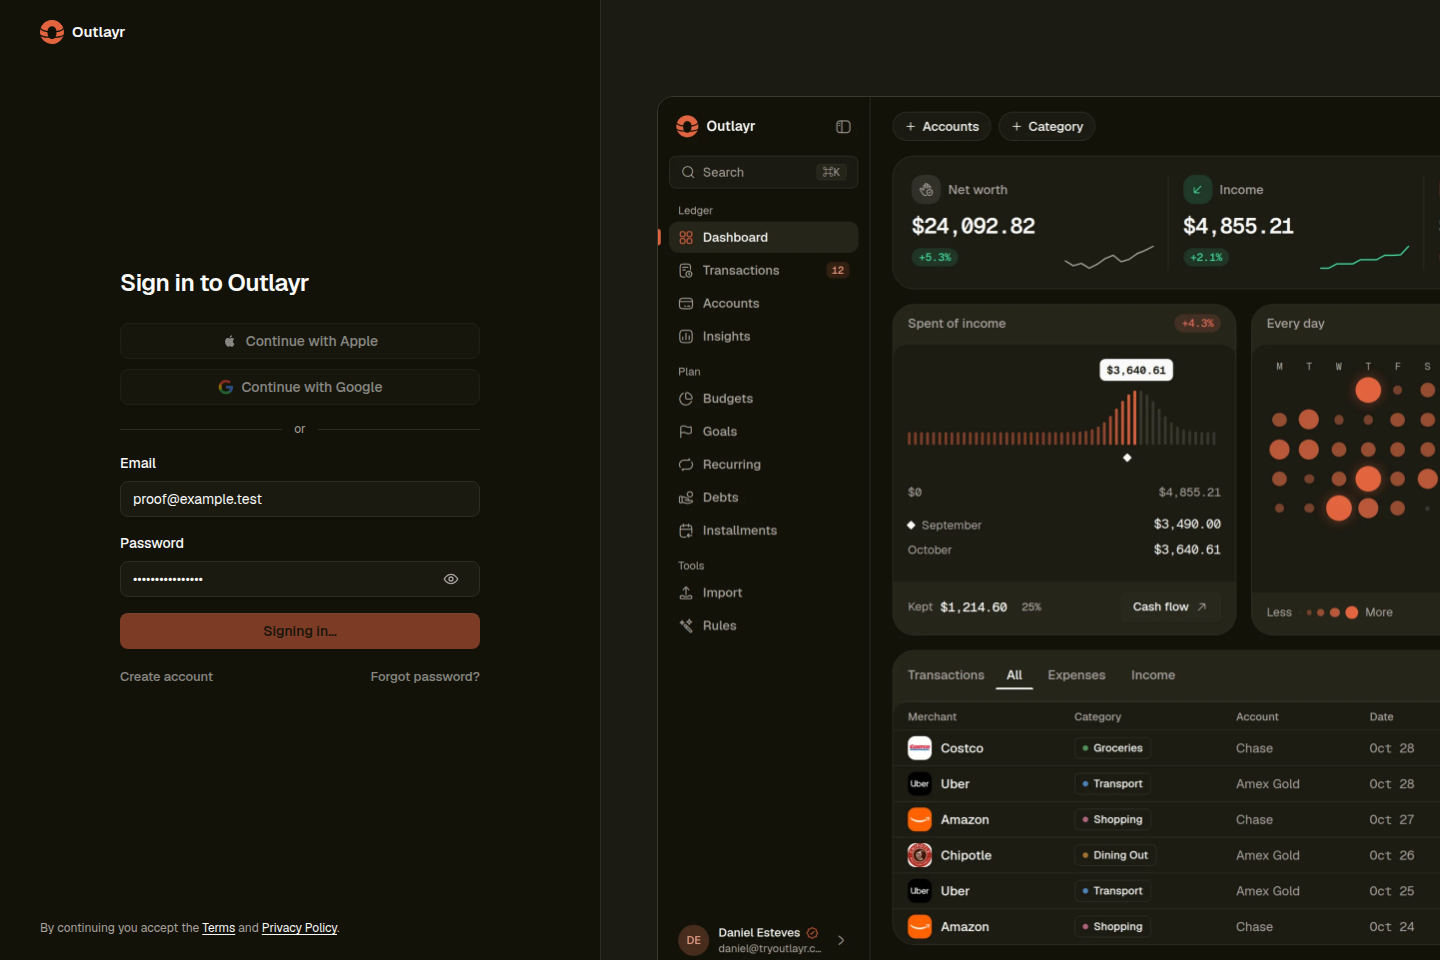 Outlayr
Sign in to Outlayr
Continue with Apple
Continue with Google
or
Email
proof@example.test
Password
••••••••••••••••
Signing in...
Create account
Forgot password?
By continuing you accept the Terms and Privacy Policy.
Outlayr
Search
⌘K
Ledger
Dashboard
Transactions
12
Accounts
Insights
Plan
Budgets
Goals
Recurring
Debts
Installments
Tools
Import
Rules
DE
Daniel Esteves
daniel@tryoutlayr.c...
+ Accounts
+ Category
Net worth
$24,092.82
+5.3%
Income
$4,855.21
+2.1%
Spent of income
+4.3%
$3,640.61
$0
$4,855.21
September
$3,490.00
October
$3,640.61
Kept $1,214.60 25%
Cash flow
Every day
M T W T F S
Less
More
Transactions All Expenses Income
Merchant Category Account Date
Costco Groceries Chase Oct 28
Uber Uber Transport Amex Gold Oct 28
Amazon Shopping Chase Oct 27
Chipotle Dining Out Amex Gold Oct 26
Uber Uber Transport Amex Gold Oct 25
Amazon Shopping Chase Oct 24